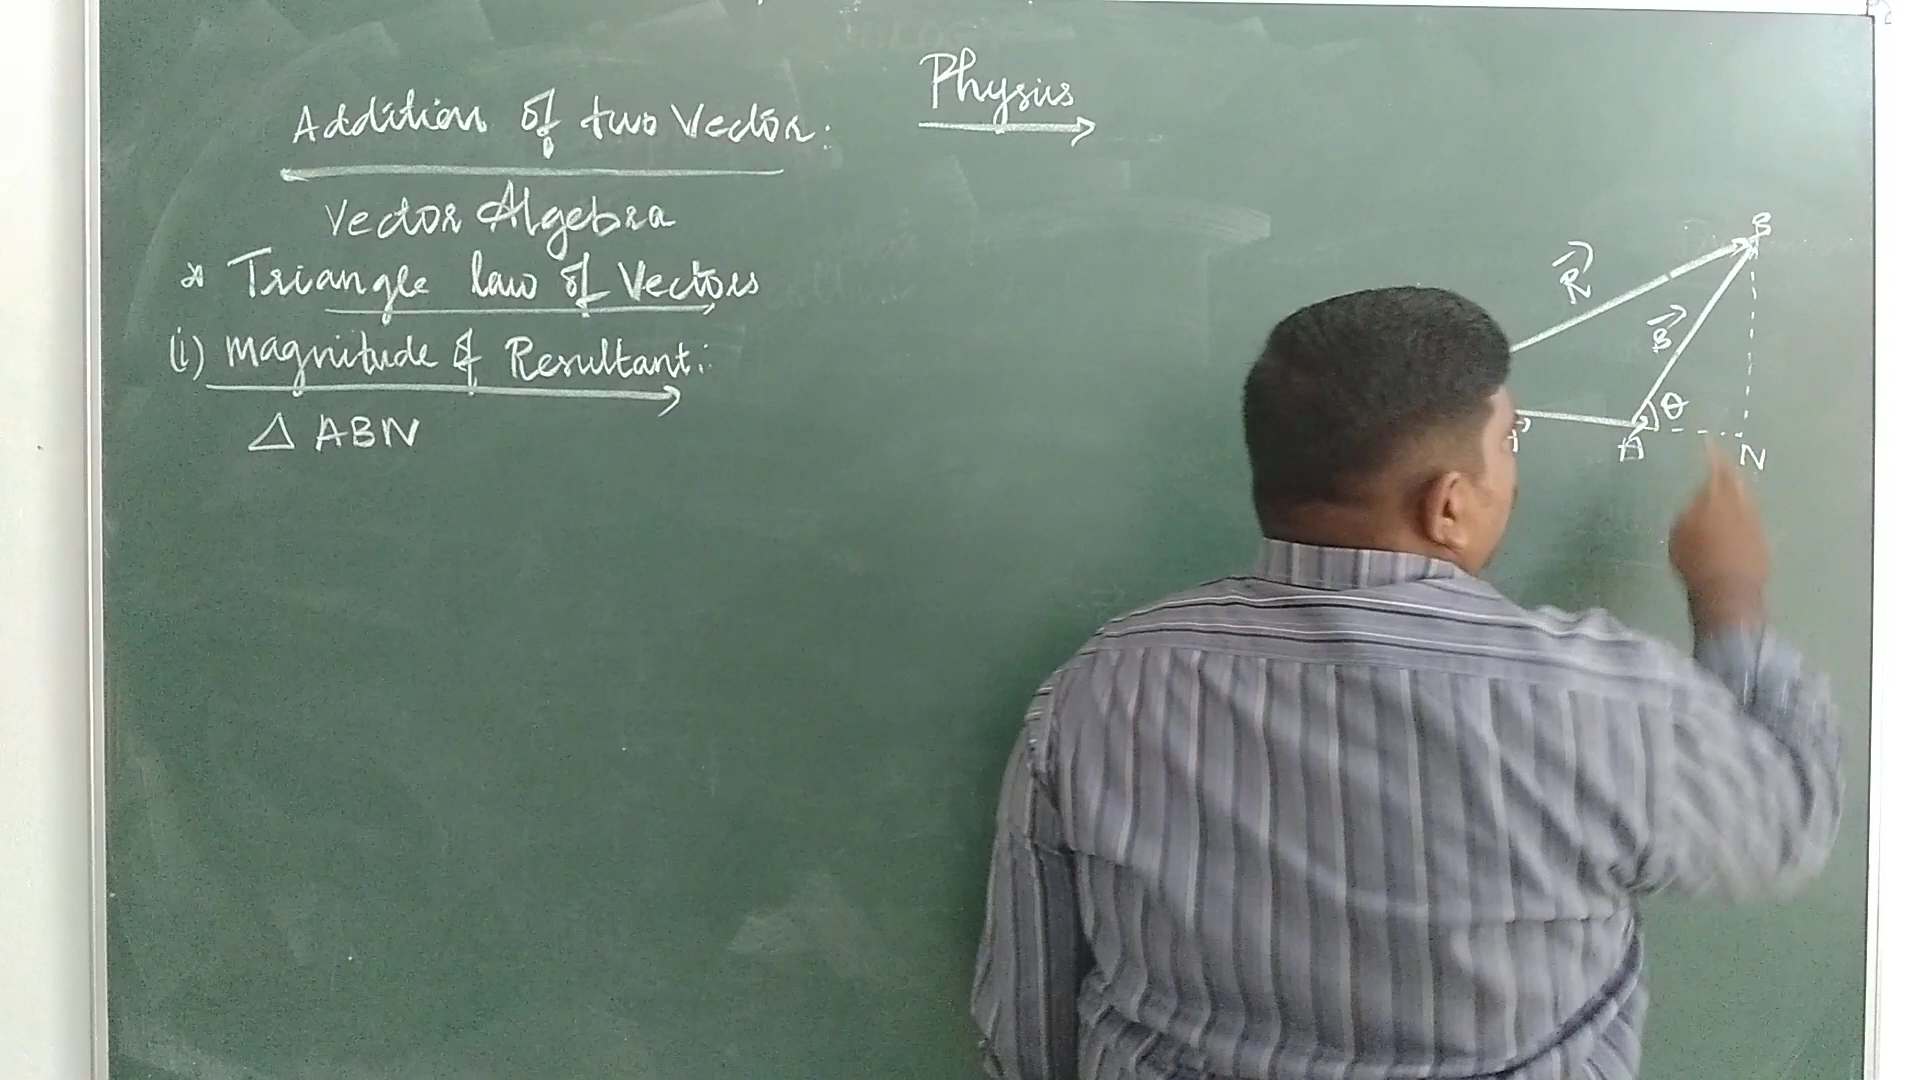 Physics
Addition of two Vector:
Vector Algebra
* Triangle law of Vectors
(i) magnitude of Resultant:
△ ABN
B
R
B
θ
A
N